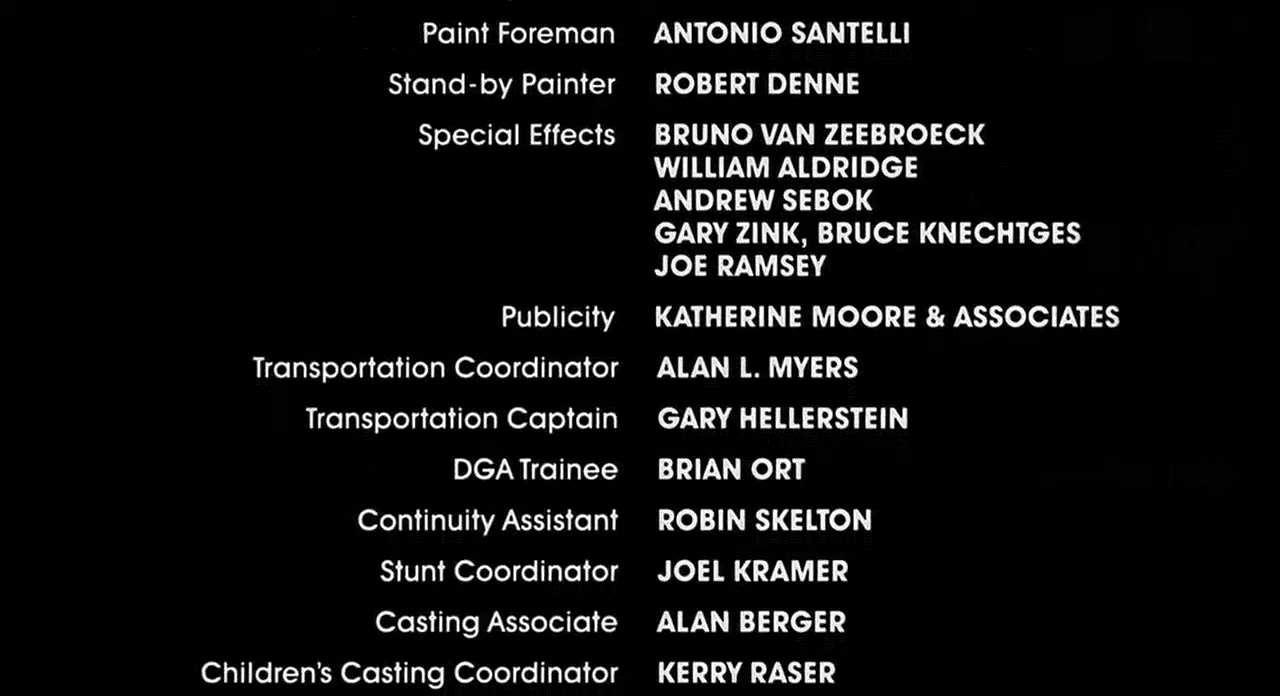 Paint Foreman ANTONIO SANTELLI
Stand-by Painter ROBERT DENNE
Special Effects BRUNO VAN ZEEBROECK
WILLIAM ALDRIDGE
ANDREW SEBOK
GARY ZINK, BRUCE KNECHTGES
JOE RAMSEY
Publicity KATHERINE MOORE & ASSOCIATES
Transportation Coordinator ALAN L. MYERS
Transportation Captain GARY HELLERSTEIN
DGA Trainee BRIAN ORT
Continuity Assistant ROBIN SKELTON
Stunt Coordinator JOEL KRAMER
Casting Associate ALAN BERGER
Children's Casting Coordinator KERRY RASER